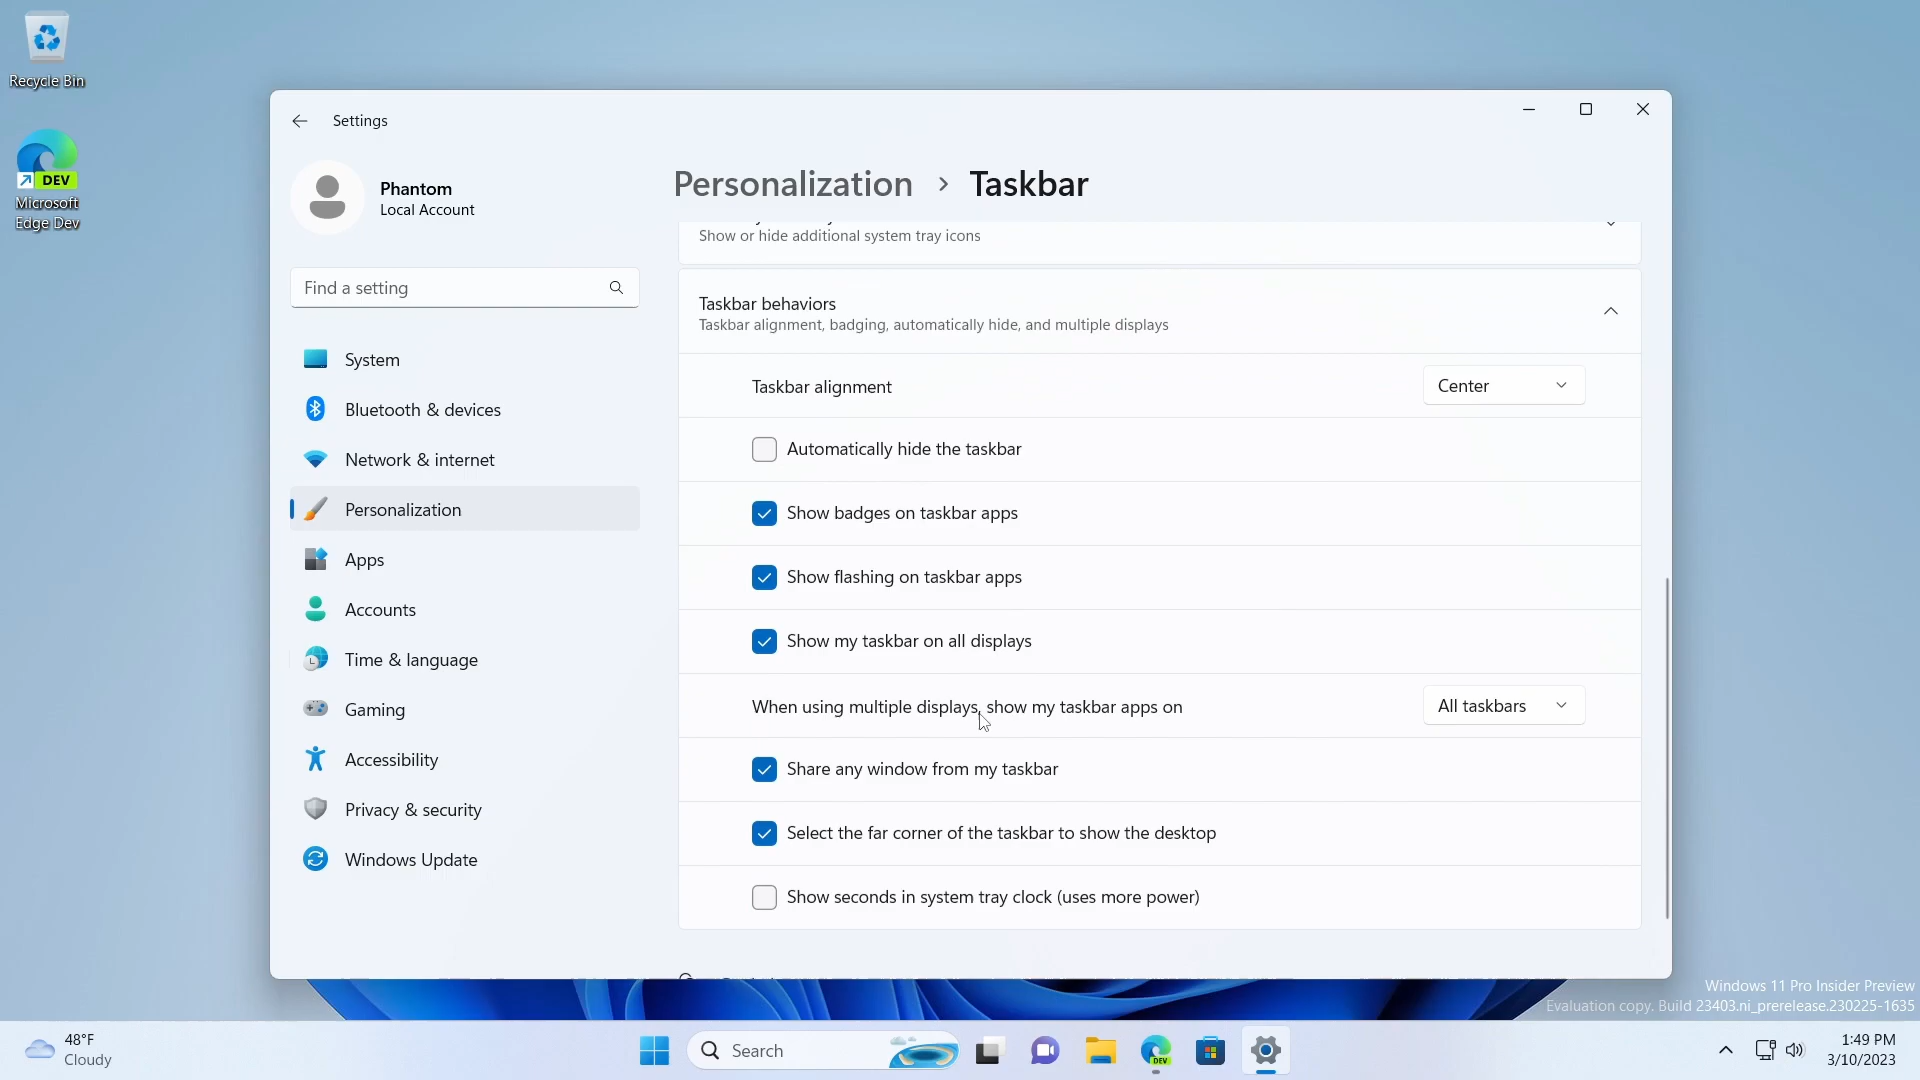 Recycle Bin
DEV
Microsoft
Edge Dev
Settings
Phantom
Local Account
Find a setting
System
Bluetooth & devices
Network & internet
Personalization
Apps
Accounts
Time & language
Gaming
Accessibility
Privacy & security
Windows Update
Personalization > Taskbar
Show or hide additional system tray icons
Taskbar behaviors
Taskbar alignment, badging, automatically hide, and multiple displays
Taskbar alignment
Center
Automatically hide the taskbar
Show badges on taskbar apps
Show flashing on taskbar apps
Show my taskbar on all displays
When using multiple displays, show my taskbar apps on
All taskbars
Share any window from my taskbar
Select the far corner of the taskbar to show the desktop
Show seconds in system tray clock (uses more power)
Windows 11 Pro Insider Preview
Evaluation copy. Build 23403.ni_prerelease.230225-1635
48°F
Cloudy
Search
DEV
1:49 PM
3/10/2023